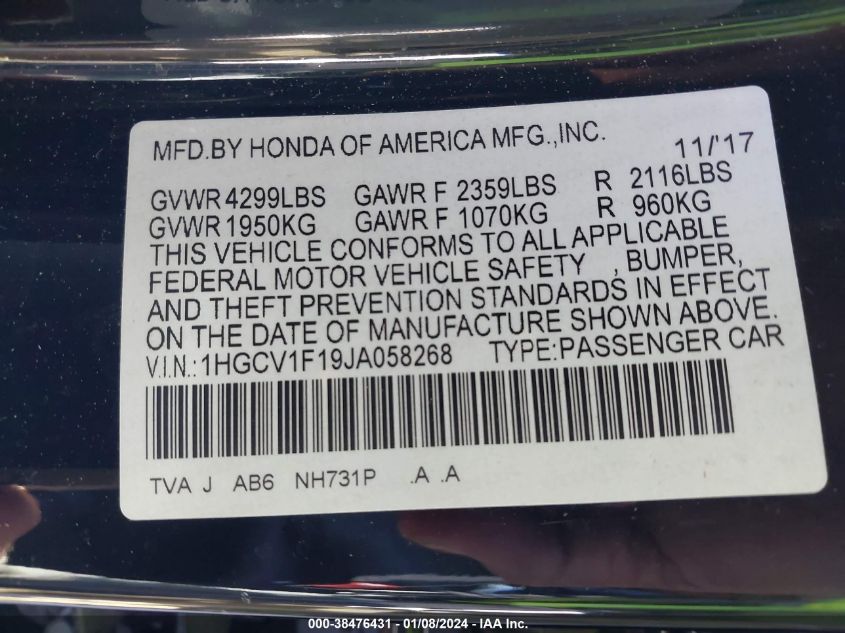 MFD.BY HONDA OF AMERICA MFG.,INC. 11/'17
GVWR 4299LBS GAWR F 2359LBS R 2116LBS
GVWR 1950KG GAWR F 1070KG R 960KG
THIS VEHICLE CONFORMS TO ALL APPLICABLE
FEDERAL MOTOR VEHICLE SAFETY , BUMPER,
AND THEFT PREVENTION STANDARDS IN EFFECT
ON THE DATE OF MANUFACTURE SHOWN ABOVE.
V.I.N.:1HGCV1F19JA058268 TYPE:PASSENGER CAR
TVA J AB6 NH731P .A .A
000-38476431 - 01/08/2024 - IAA Inc.